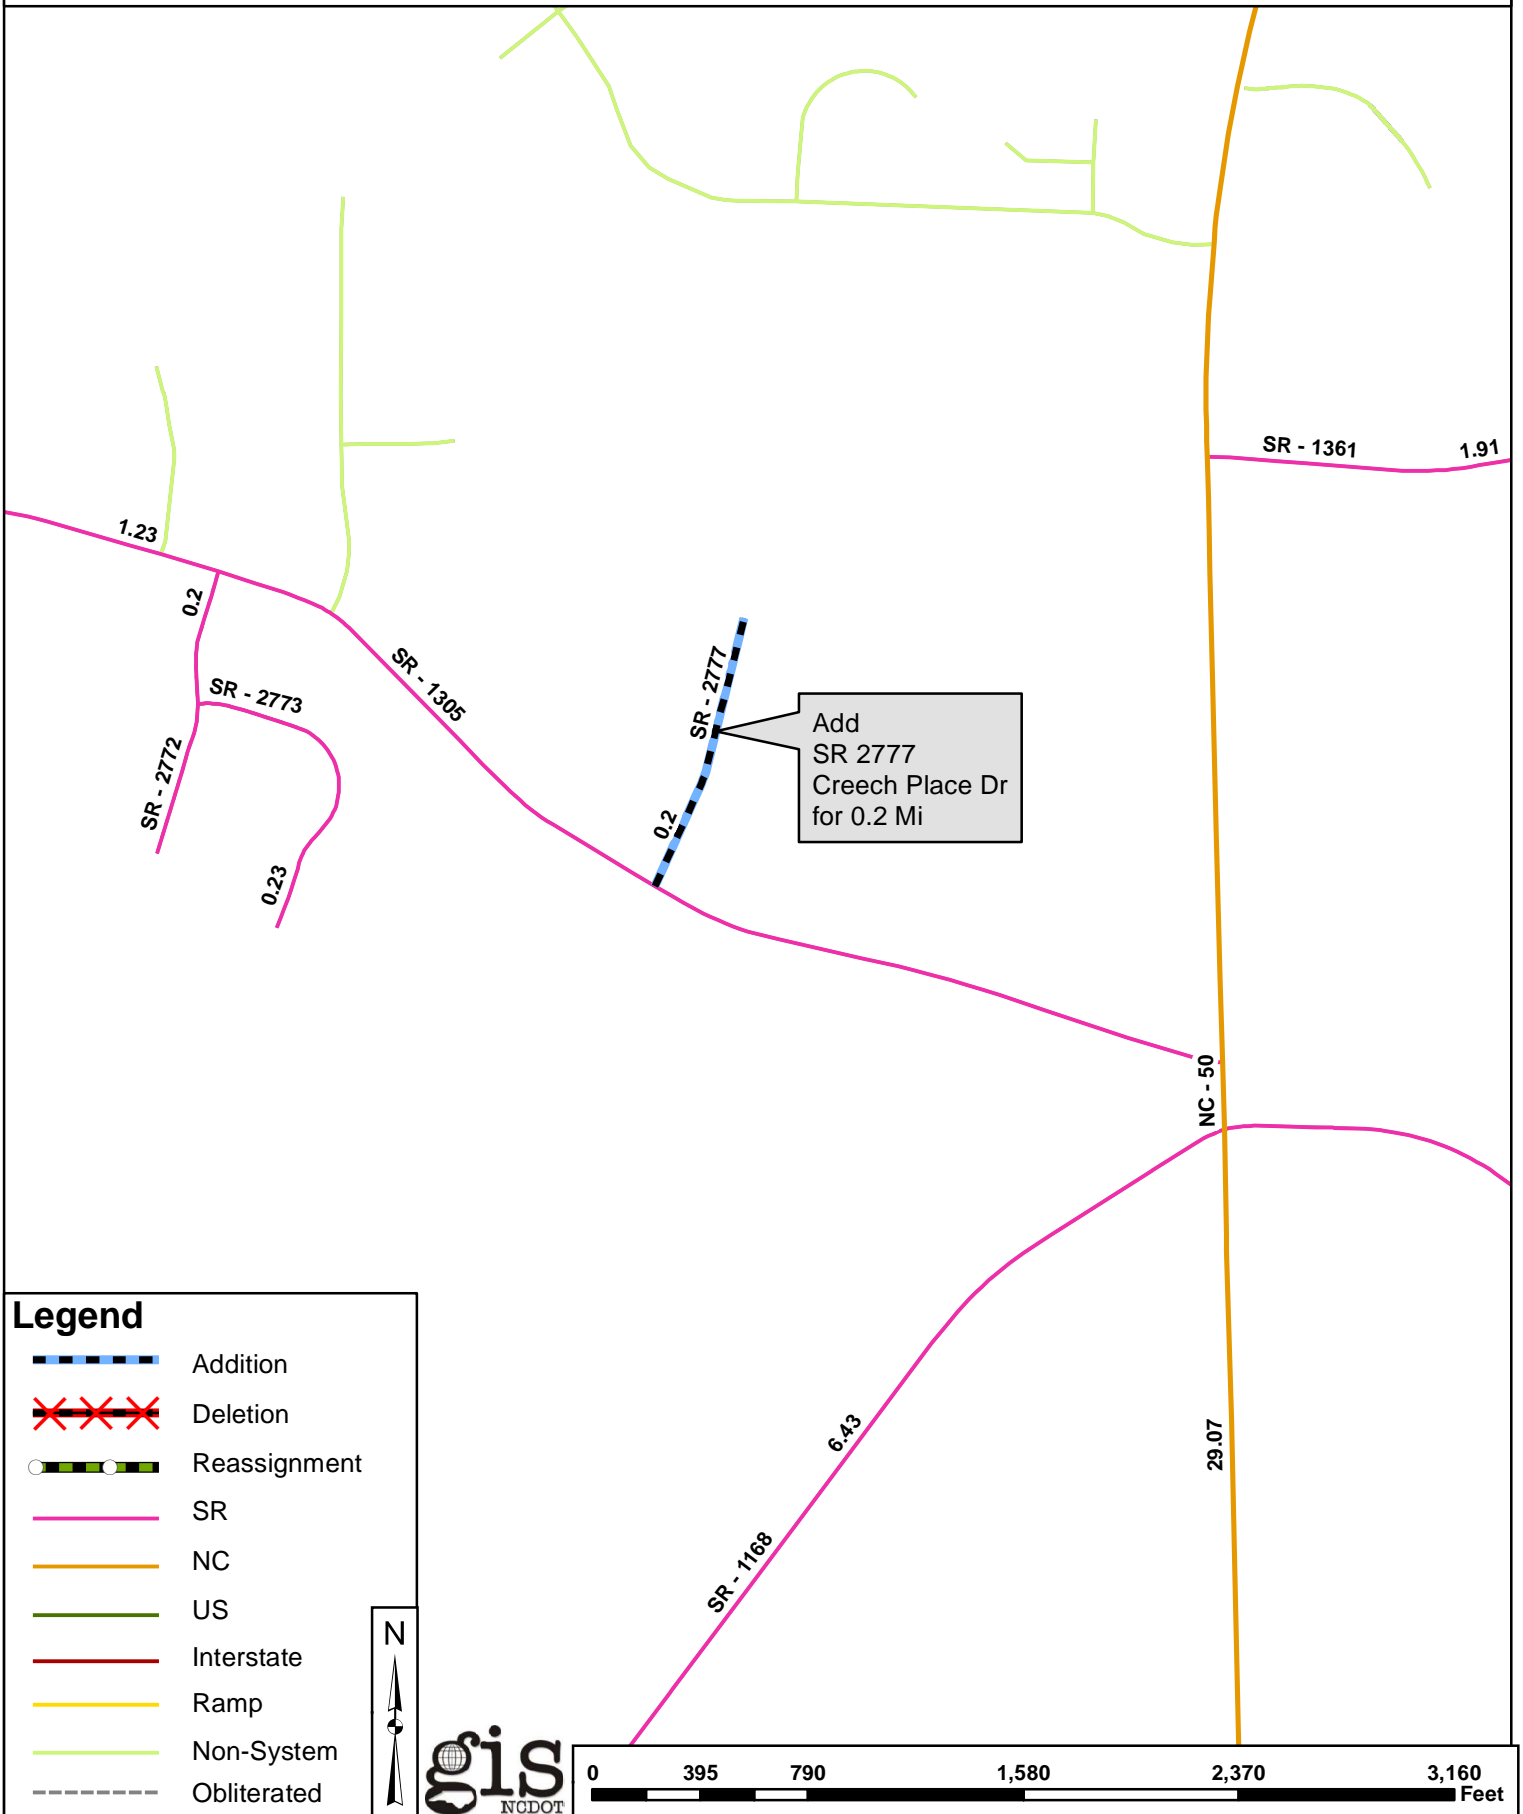 SR - 1361
1.91
1.23
0.2
SR - 1305
SR - 2773
SR - 2772
0.23
SR - 2777
0.2
Add
SR 2777
Creech Place Dr
for 0.2 Mi
NC - 50
6.43
29.07
SR - 1168
Legend
Addition
Deletion
Reassignment
SR
NC
US
Interstate
Ramp
Non-System
Obliterated
N
gis
NCDOT
0 395 790 1,580 2,370 3,160
Feet